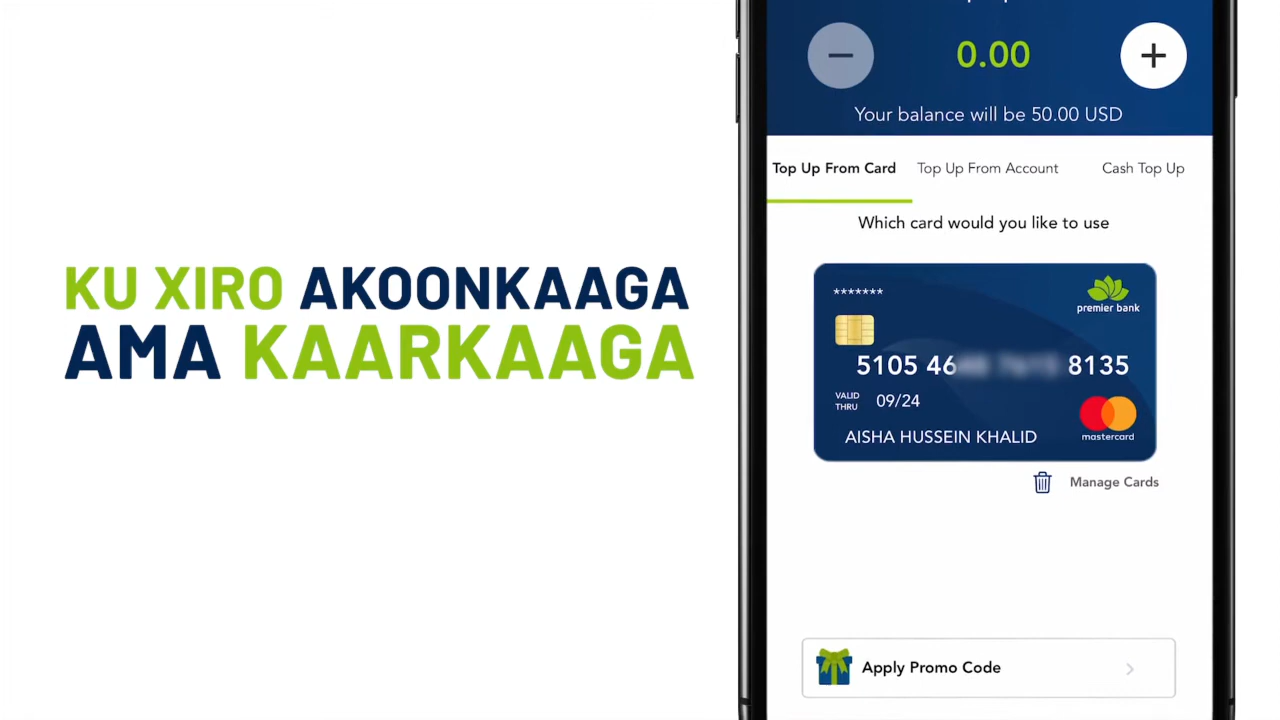 KU XIRO AKOONKAAGA
AMA KAARKAAGA
0.00
Your balance will be 50.00 USD
Top Up From Card Top Up From Account Cash Top Up
Which card would you like to use
*******
premier bank
5105 46 8135
VALID THRU 09/24
AISHA HUSSEIN KHALID
mastercard
Manage Cards
Apply Promo Code